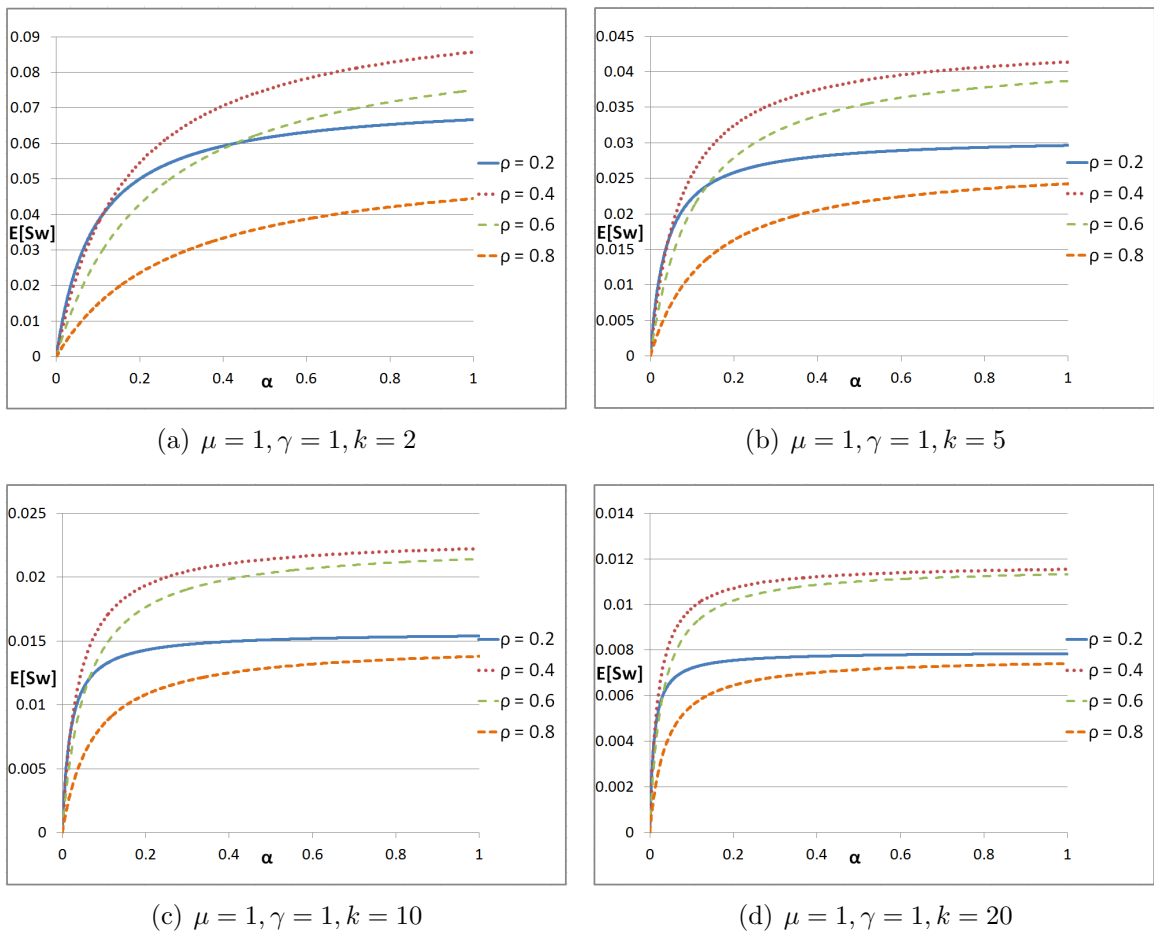 0.09
0.08
0.07
0.06
0.05
0.04
E[Sw]
0.03
0.02
0.01
0
0 0.2 0.4 0.6 0.8 1
α
ρ = 0.2
ρ = 0.4
ρ = 0.6
ρ = 0.8
(a) μ = 1, γ = 1, k = 2
0.045
0.04
0.035
0.03
0.025
0.02
E[Sw]
0.015
0.01
0.005
0
0 0.2 0.4 0.6 0.8 1
α
ρ = 0.2
ρ = 0.4
ρ = 0.6
ρ = 0.8
(b) μ = 1, γ = 1, k = 5
0.025
0.02
0.015
E[Sw]
0.01
0.005
0
0 0.2 0.4 0.6 0.8 1
α
ρ = 0.2
ρ = 0.4
ρ = 0.6
ρ = 0.8
(c) μ = 1, γ = 1, k = 10
0.014
0.012
0.01
0.008
E[Sw]
0.006
0.004
0.002
0
0 0.2 0.4 0.6 0.8 1
α
ρ = 0.2
ρ = 0.4
ρ = 0.6
ρ = 0.8
(d) μ = 1, γ = 1, k = 20